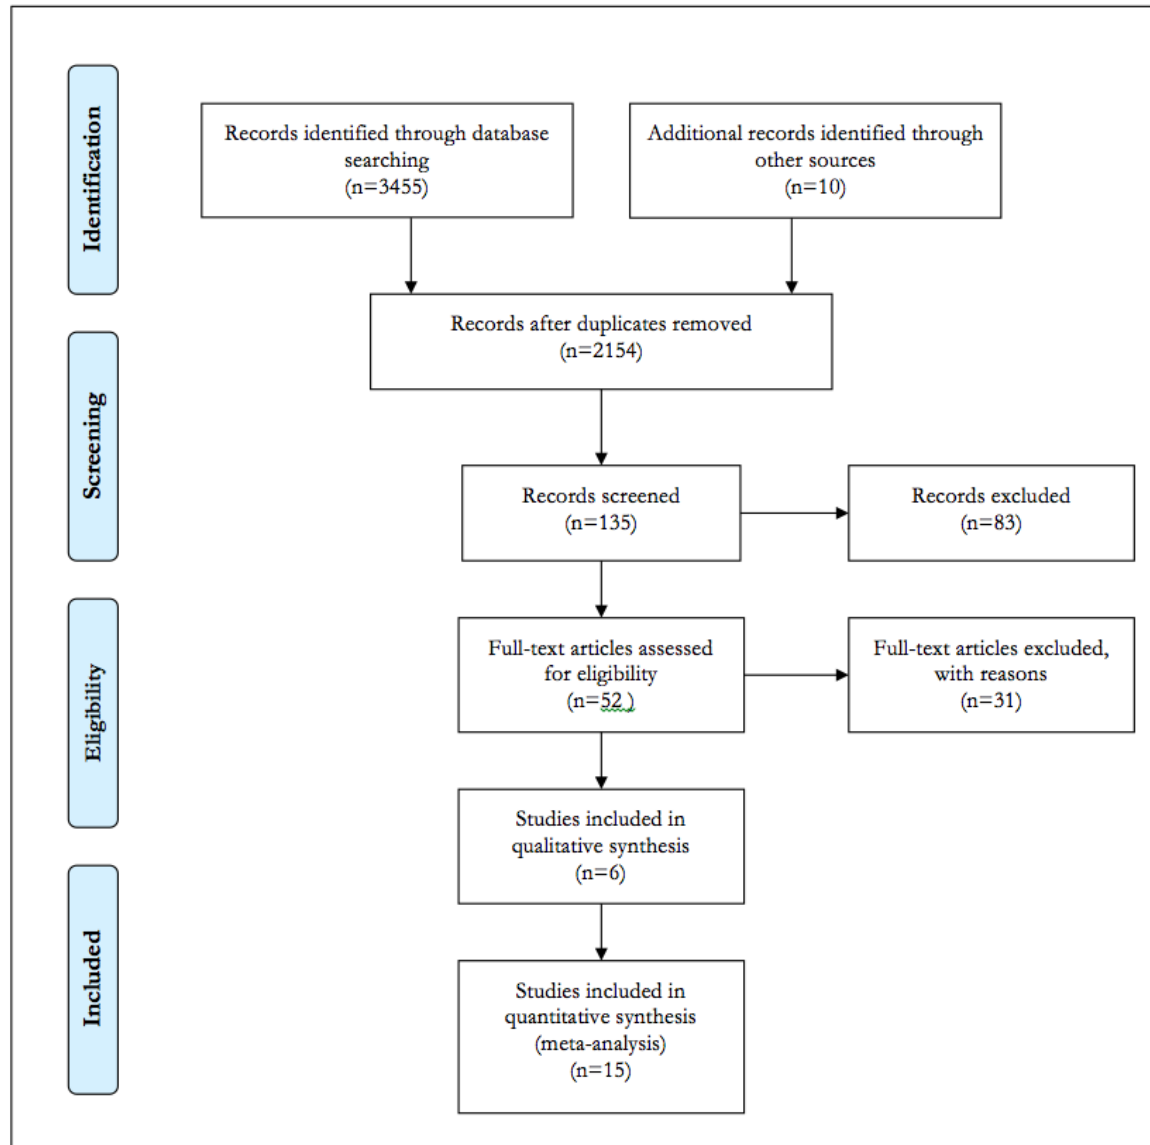 Identification
Records identified through database
searching
(n=3455)
Additional records identified through
other sources
(n=10)
Records after duplicates removed
(n=2154)
Screening
Records screened
(n=135)
Records excluded
(n=83)
Eligibility
Full-text articles assessed
for eligibility
(n=52 )
Full-text articles excluded,
with reasons
(n=31)
Studies included in
qualitative synthesis
(n=6)
Included
Studies included in
quantitative synthesis
(meta-analysis)
(n=15)